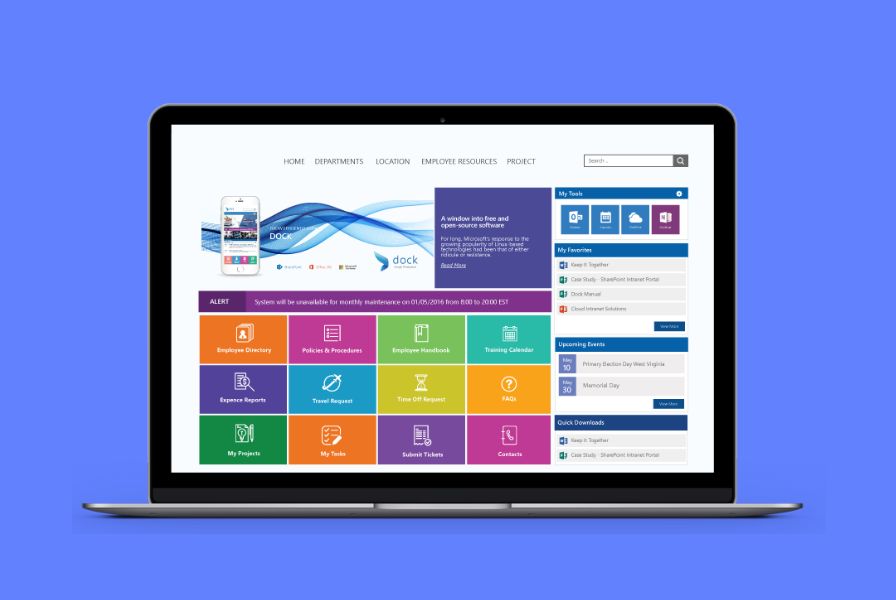 HOME DEPARTMENTS LOCATION EMPLOYEE RESOURCES PROJECT
Search...
DOCK
dock
A window into free and
open-source software
For long, Microsoft's response to the
growing popularity of Linux-based
technologies had been that of either
ridicule or resistance.
Read More
ALERT System will be unavailable for monthly maintenance on 01/05/2016 from 8:00 to 20:00 EST
Employee Directory
Policies & Procedures
Employee Handbook
Training Calendar
Expence Reports
Travel Request
Time Off Request
FAQs
My Projects
My Tasks
Submit Tickets
Contacts
My Tools
My Favorites
Keep It Together
Case Study - SharePoint Intranet Portal
Dock Manual
Cloud Intranet Solutions
View More
Upcoming Events
May
10
Primary Election Day West Virginia
May
30
Memorial Day
View More
Quick Downloads
Keep It Together
Case Study - SharePoint Intranet Portal